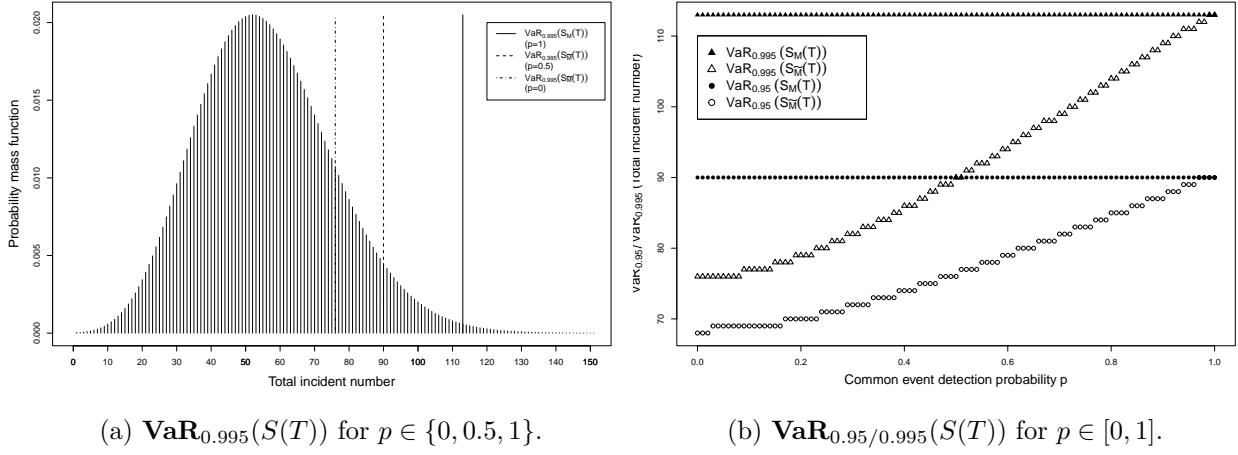 Probability mass function
0.000
0.005
0.010
0.015
0.020
0
10
20
30
40
50
60
70
80
90
100
110
120
130
140
150
Total incident number
VaR0.995(SM(T))
(p=1)
VaR0.995(SM̃(T))
(p=0.5)
VaR0.995(SM̃(T))
(p=0)
(a) VaR0.995(S(T)) for p ∈ {0, 0.5, 1}.
VaR0.95/VaR0.995 (Total incident number)
70
80
90
100
110
0.0
0.2
0.4
0.6
0.8
1.0
Common event detection probability p
VaR0.995 (SM(T))
VaR0.995 (SM̃(T))
VaR0.95 (SM(T))
VaR0.95 (SM̃(T))
(b) VaR0.95/0.995(S(T)) for p ∈ [0, 1].